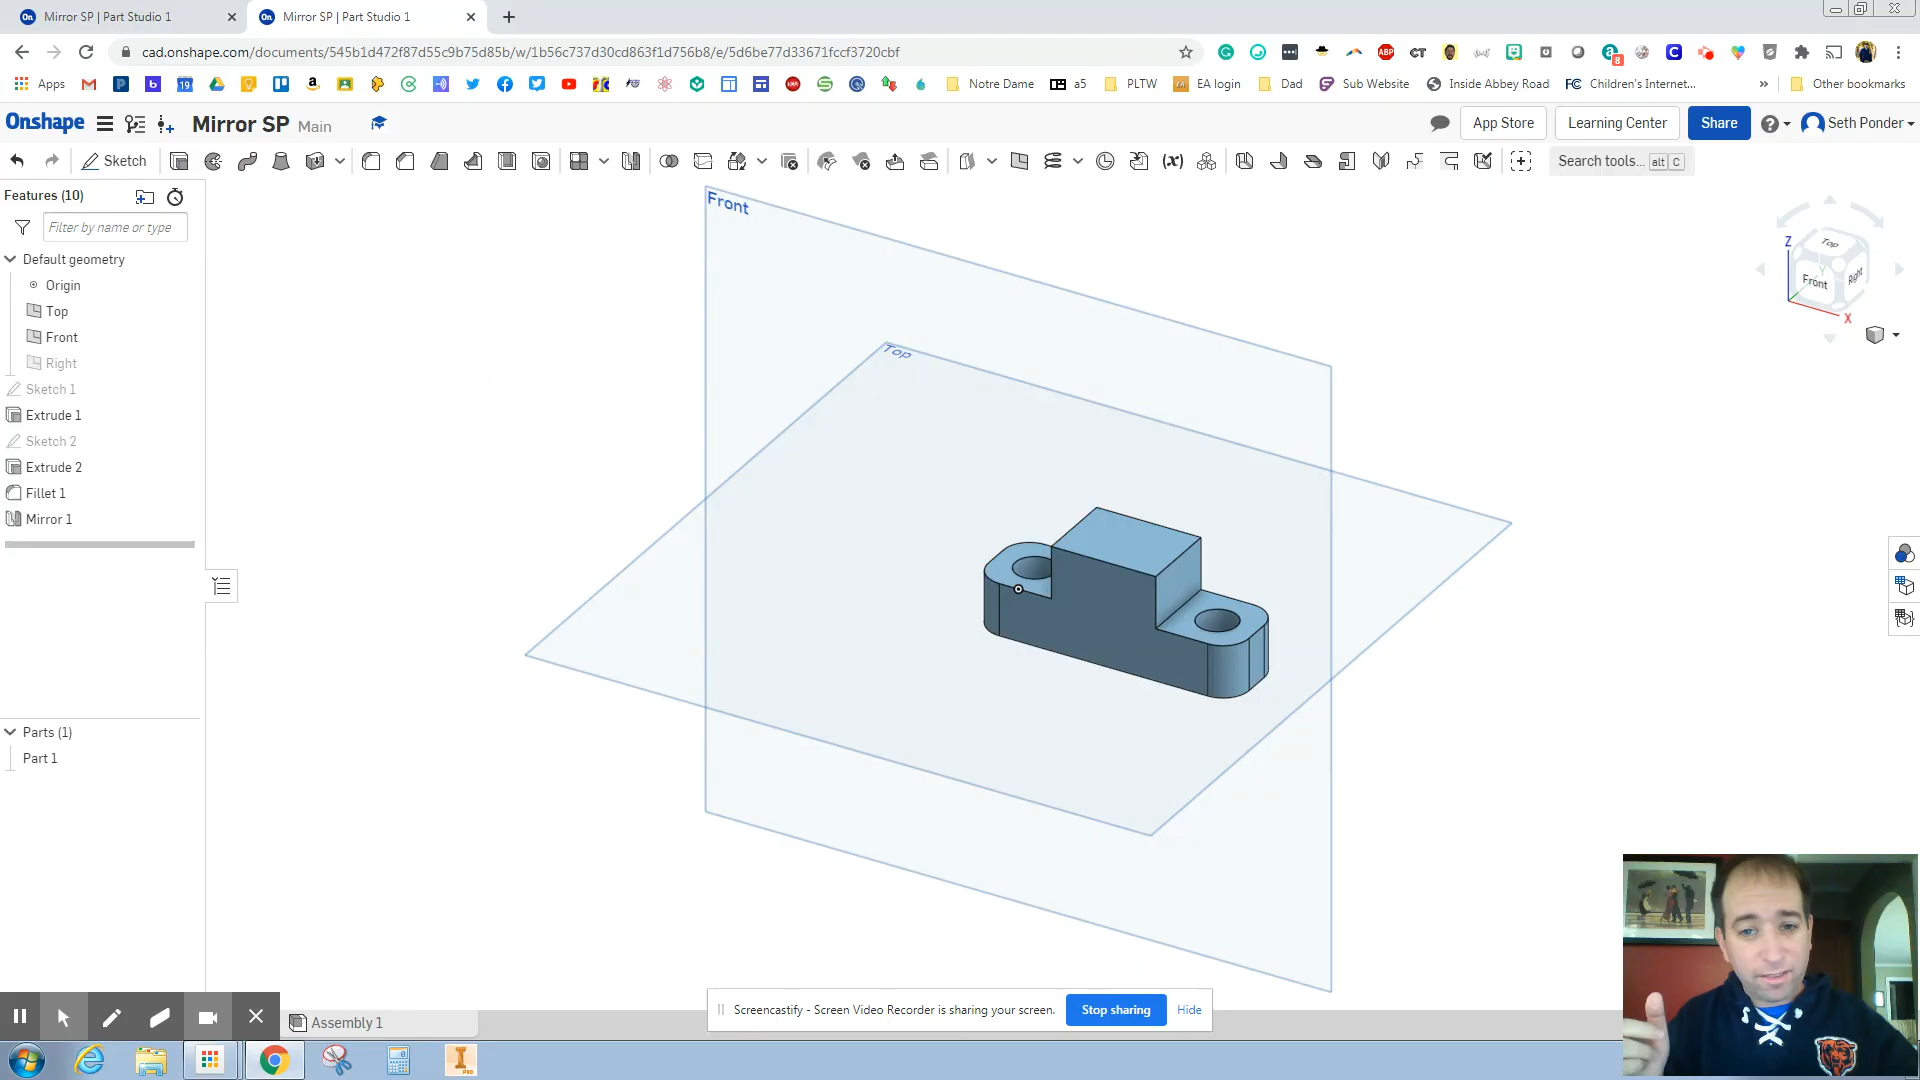 Mirror SP | Part Studio 1
Mirror SP | Part Studio 1
cad.onshape.com/documents/545b1d472f87d55c9b75d85b/w/1b56c737d30cd863f1d756b8/e/5d6be77d33671fccf3720cbf
Apps
Notre Dame
a5
PLTW
EA login
Dad
Sub Website
Inside Abbey Road
Children's Internet...
»
Other bookmarks
Onshape
Mirror SP Main
App Store
Learning Center
Share
Seth Ponder
Sketch
Search tools... alt C
Features (10)
Filter by name or type
Default geometry
Origin
Top
Front
Right
Sketch 1
Extrude 1
Sketch 2
Extrude 2
Fillet 1
Mirror 1
Parts (1)
Part 1
Front
Top
Top
Front
Right
Z
Y
X
Screencastify - Screen Video Recorder is sharing your screen.
Stop sharing
Hide
Assembly 1